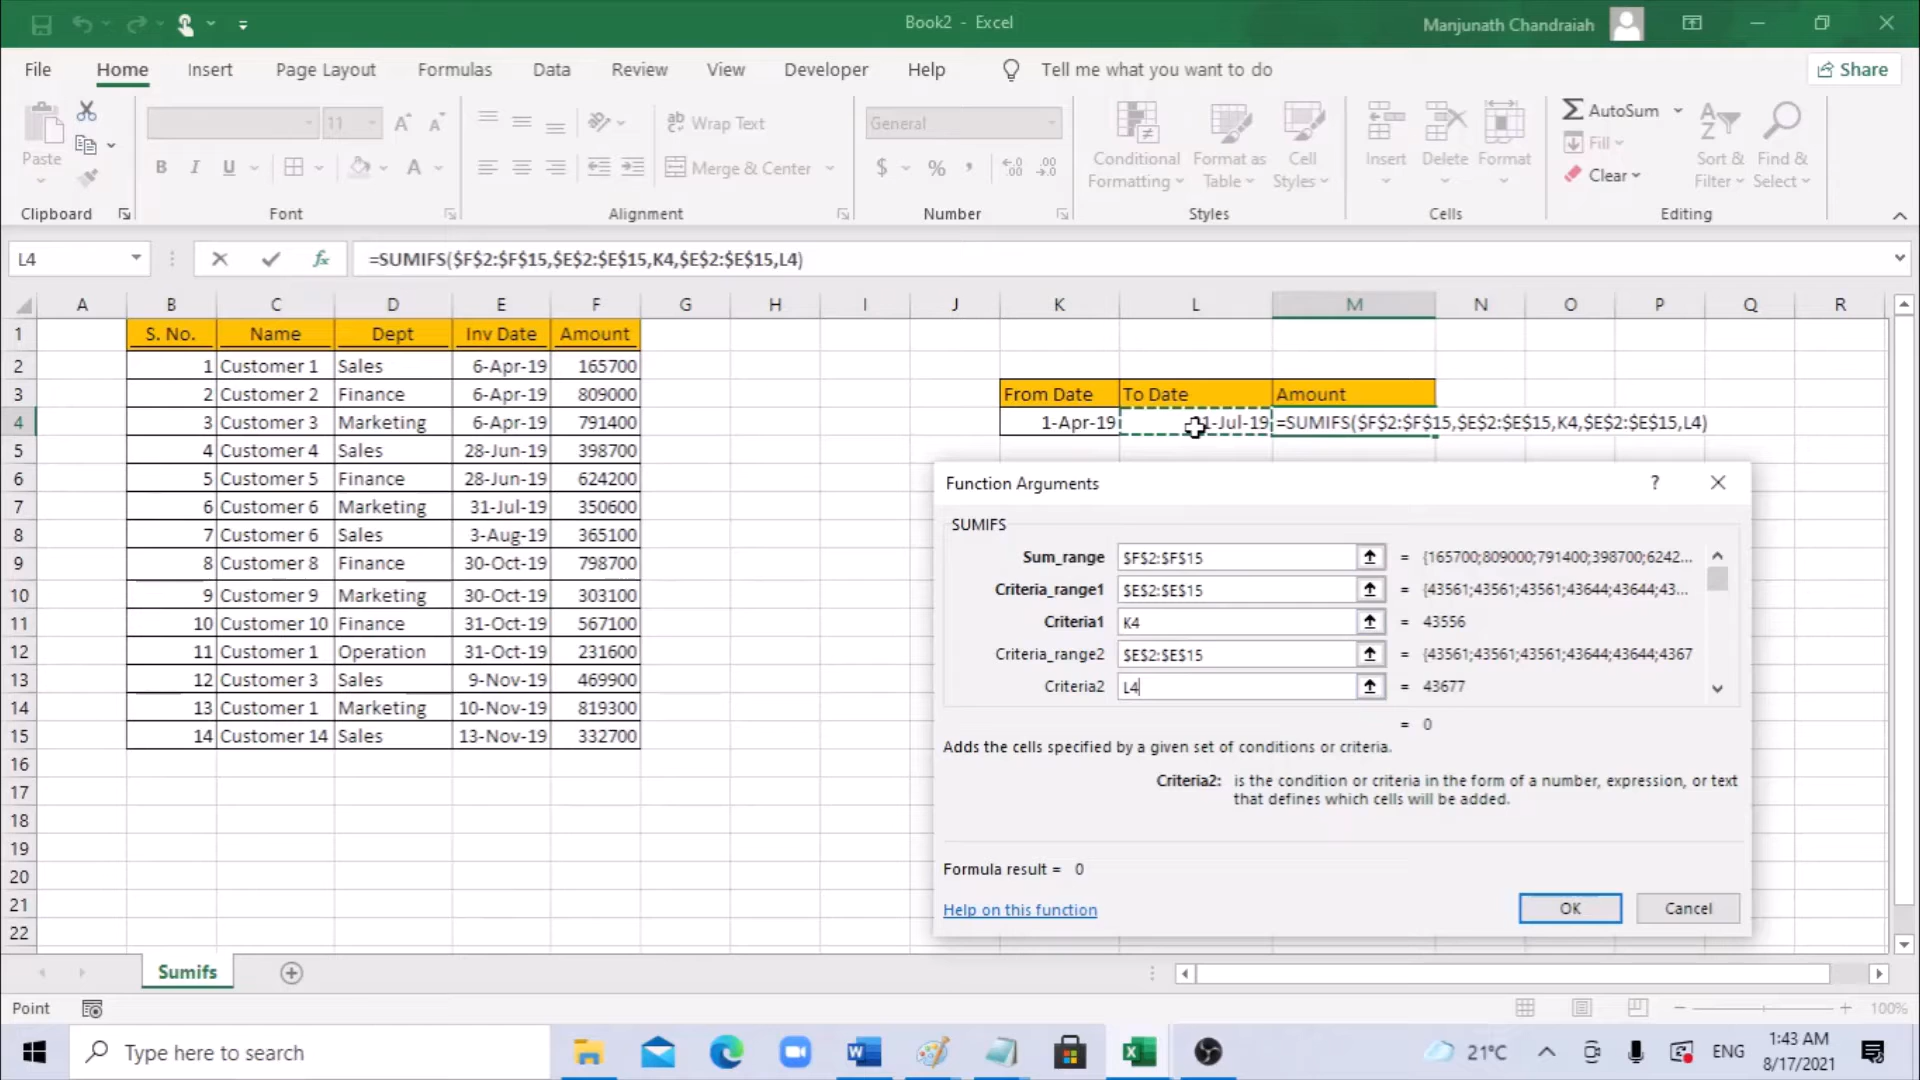 Book2 - Excel
Manjunath Chandraiah
File Home Insert Page Layout Formulas Data Review View Developer Help Tell me what you want to do Share
Paste
Clipboard
11
B I U A
Font
Wrap Text
Merge & Center
Alignment
General
$ % ,
Number
Conditional Formatting
Format as Table
Cell Styles
Styles
Insert Delete Format
Cells
AutoSum
Fill
Clear
Sort & Filter
Find & Select
Editing
L4 fx =SUMIFS($F$2:$F$15,$E$2:$E$15,K4,$E$2:$E$15,L4)
A B C D E F G H I J K L M N O P Q R
1 S. No. Name Dept Inv Date Amount
2 1 Customer 1 Sales 6-Apr-19 165700
3 2 Customer 2 Finance 6-Apr-19 809000 From Date To Date Amount
4 3 Customer 3 Marketing 6-Apr-19 791400 1-Apr-19 1-Jul-19 =SUMIFS($F$2:$F$15,$E$2:$E$15,K4,$E$2:$E$15,L4)
5 4 Customer 4 Sales 28-Jun-19 398700
6 5 Customer 5 Finance 28-Jun-19 624200
7 6 Customer 6 Marketing 31-Jul-19 350600
8 7 Customer 6 Sales 3-Aug-19 365100
9 8 Customer 8 Finance 30-Oct-19 798700
10 9 Customer 9 Marketing 30-Oct-19 303100
11 10 Customer 10 Finance 31-Oct-19 567100
12 11 Customer 1 Operation 31-Oct-19 231600
13 12 Customer 3 Sales 9-Nov-19 469900
14 13 Customer 1 Marketing 10-Nov-19 819300
15 14 Customer 14 Sales 13-Nov-19 332700
16
17
18
19
20
21
22
Function Arguments ?
SUMIFS
Sum_range $F$2:$F$15 = {165700;809000;791400;398700;6242...
Criteria_range1 $E$2:$E$15 = {43561;43561;43561;43644;43644;43...
Criteria1 K4 = 43556
Criteria_range2 $E$2:$E$15 = {43561;43561;43561;43644;43644;4367
Criteria2 L4 = 43677
= 0
Adds the cells specified by a given set of conditions or criteria.
Criteria2: is the condition or criteria in the form of a number, expression, or text
that defines which cells will be added.
Formula result = 0
Help on this function OK Cancel
Sumifs
Point 100%
Type here to search 21°C ENG 1:43 AM
8/17/2021